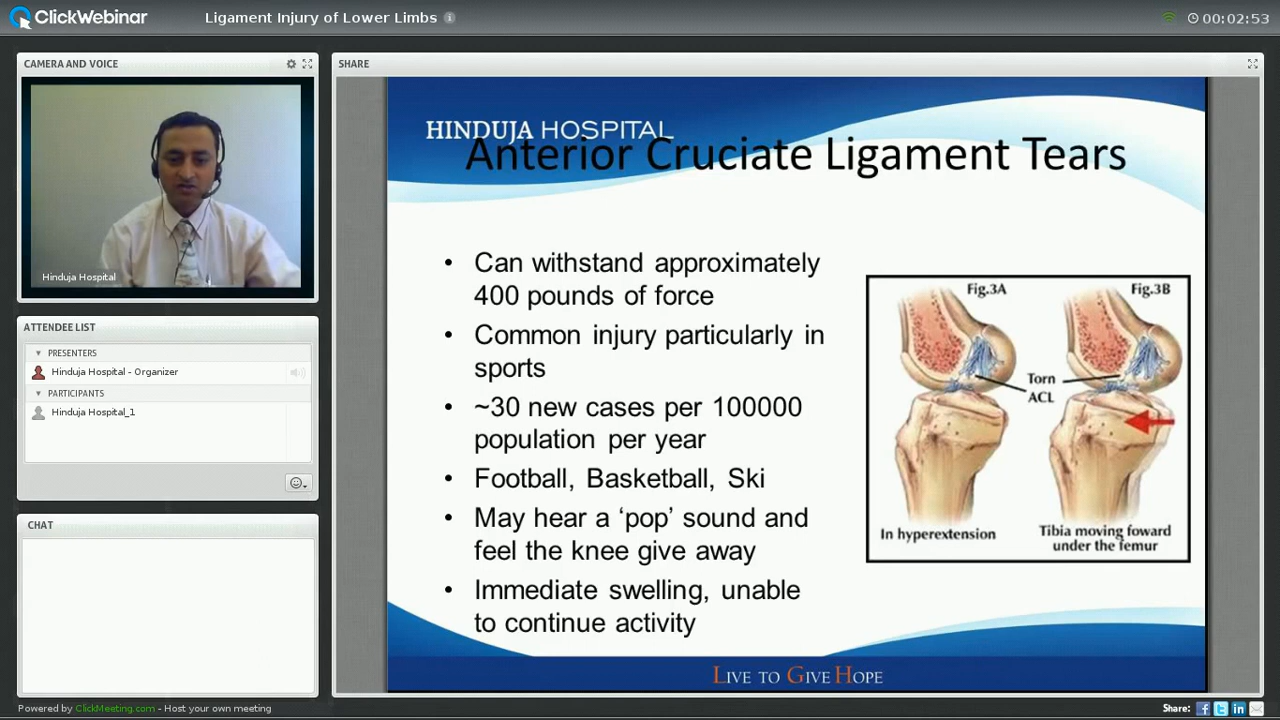 ClickWebinar
Ligament Injury of Lower Limbs
00:02:53
CAMERA AND VOICE
Hinduja Hospital
ATTENDEE LIST
PRESENTERS
Hinduja Hospital - Organizer
PARTICIPANTS
Hinduja Hospital_1
CHAT
SHARE
HINDUJA HOSPITAL
Anterior Cruciate Ligament Tears
• Can withstand approximately
400 pounds of force
• Common injury particularly in
sports
• ~30 new cases per 100000
population per year
• Football, Basketball, Ski
• May hear a ‘pop’ sound and
feel the knee give away
• Immediate swelling, unable
to continue activity
Fig.3A
Fig.3B
Torn
ACL
In hyperextension
Tibia moving foward
under the femur
LIVE TO GIVE HOPE
Powered by ClickMeeting.com - Host your own meeting
Share: